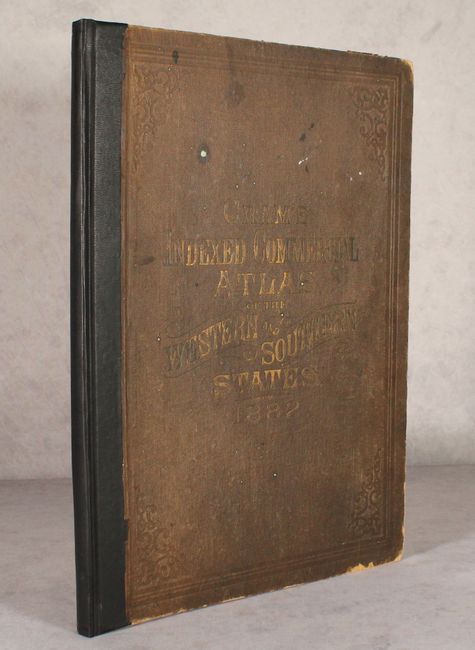 CRAM'S
INDEXED COMMERCIAL
ATLAS
OF THE
WESTERN AND
SOUTHERN
STATES
1882